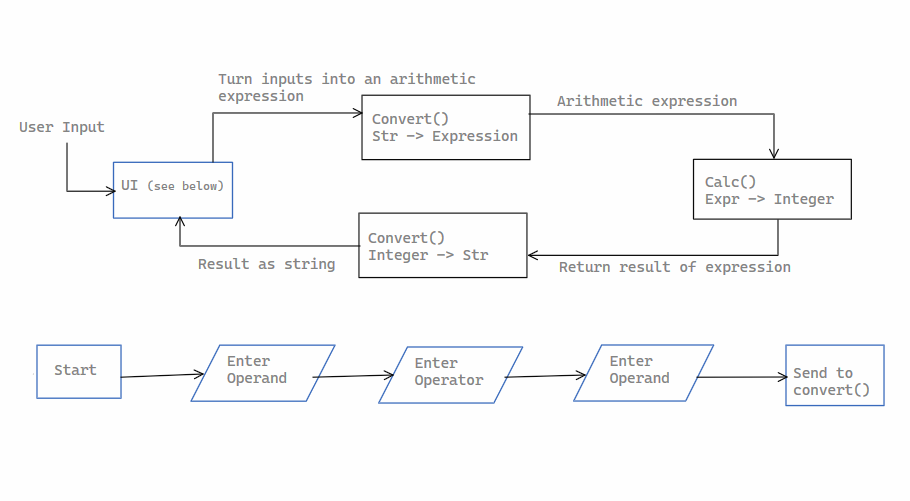 Turn inputs into an arithmetic
expression
Arithmetic expression
User Input
Convert()
Str -> Expression
UI (see below)
Calc()
Expr -> Integer
Convert()
Integer -> Str
Result as string
Return result of expression
Start
Enter
Operand
Enter
Operator
Enter
Operand
Send to
convert()